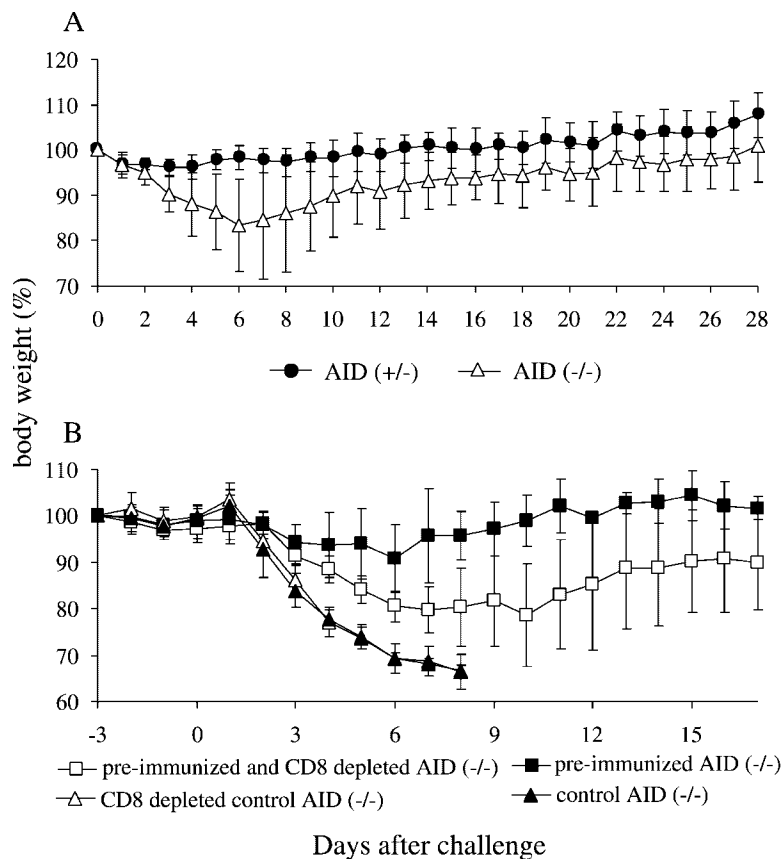 A
120
110
100
90
80
70
0 2 4 6 8 10 12 14 16 18 20 22 24 26 28
AID (+/-) AID (-/-)
body weight (%)
B
110
100
90
80
70
60
-3 0 3 6 9 12 15
pre-immunized and CD8 depleted AID (-/-) pre-immunized AID (-/-)
CD8 depleted control AID (-/-) control AID (-/-)
Days after challenge